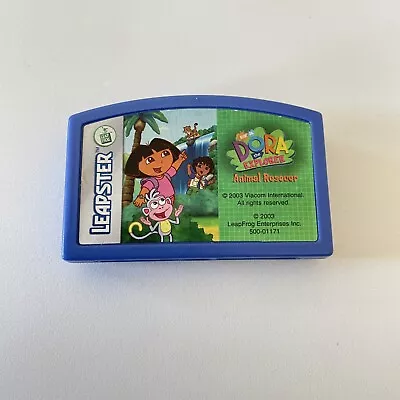 LEAPSTER
DORA
the
EXPLORER
Animal Rescuer
© 2003 Viacom International.
All rights reserved.
© 2003
LeapFrog Enterprises Inc.
500-01171